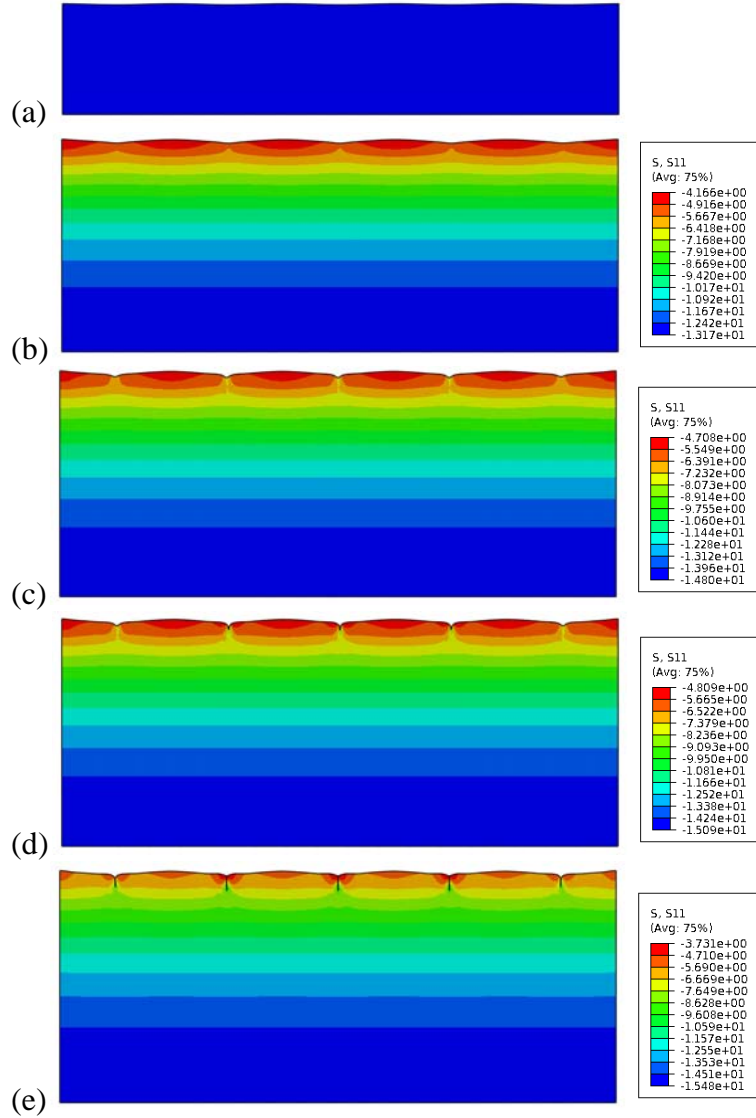 (a)
(b)
S, S11
(Avg: 75%)
-4.166e+00
-4.916e+00
-5.667e+00
-6.418e+00
-7.168e+00
-7.919e+00
-8.669e+00
-9.420e+00
-1.017e+01
-1.092e+01
-1.167e+01
-1.242e+01
-1.317e+01
(c)
S, S11
(Avg: 75%)
-4.708e+00
-5.549e+00
-6.391e+00
-7.232e+00
-8.073e+00
-8.914e+00
-9.755e+00
-1.060e+01
-1.144e+01
-1.228e+01
-1.312e+01
-1.396e+01
-1.480e+01
(d)
S, S11
(Avg: 75%)
-4.809e+00
-5.665e+00
-6.522e+00
-7.379e+00
-8.236e+00
-9.093e+00
-9.950e+00
-1.081e+01
-1.166e+01
-1.252e+01
-1.338e+01
-1.424e+01
-1.509e+01
(e)
S, S11
(Avg: 75%)
-3.731e+00
-4.710e+00
-5.690e+00
-6.669e+00
-7.649e+00
-8.628e+00
-9.608e+00
-1.059e+01
-1.157e+01
-1.255e+01
-1.353e+01
-1.451e+01
-1.548e+01